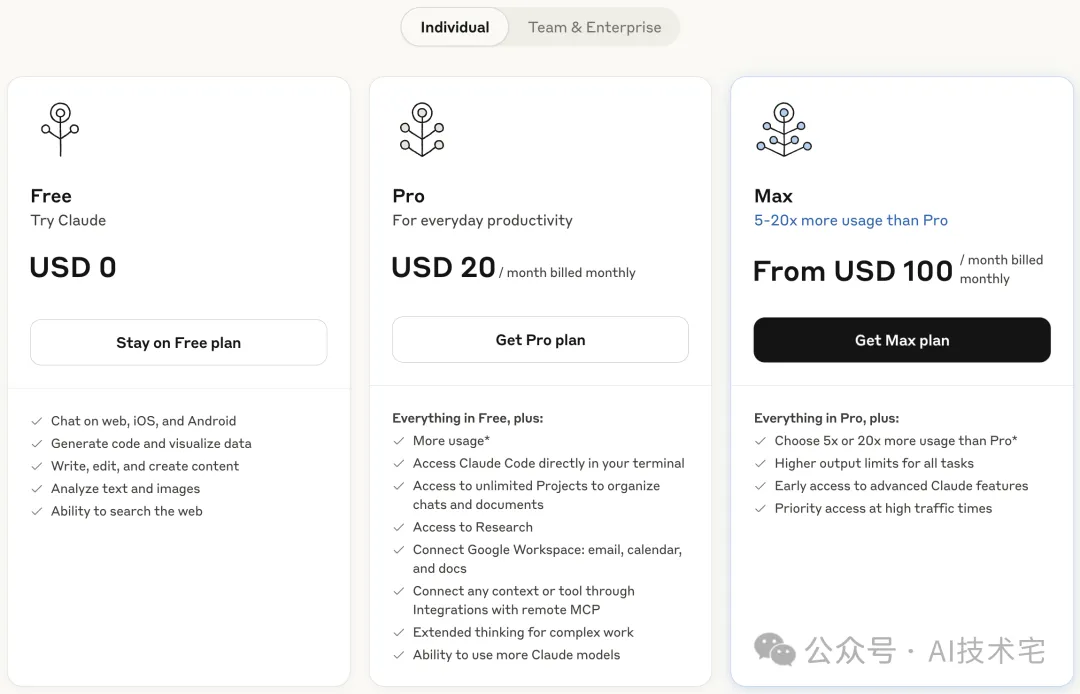 Individual
Team & Enterprise
Free
Try Claude
USD 0
Stay on Free plan
Chat on web, iOS, and Android
Generate code and visualize data
Write, edit, and create content
Analyze text and images
Ability to search the web
Pro
For everyday productivity
USD 20 / month billed monthly
Get Pro plan
Everything in Free, plus:
More usage*
Access Claude Code directly in your terminal
Access to unlimited Projects to organize
chats and documents
Access to Research
Connect Google Workspace: email, calendar,
and docs
Connect any context or tool through
Integrations with remote MCP
Extended thinking for complex work
Ability to use more Claude models
Max
5-20x more usage than Pro
From USD 100 / month billed
monthly
Get Max plan
Everything in Pro, plus:
Choose 5x or 20x more usage than Pro*
Higher output limits for all tasks
Early access to advanced Claude features
Priority access at high traffic times
公众号 · AI技术宅